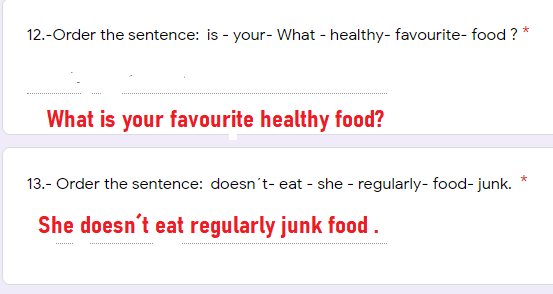 12.-Order the sentence: is - your- What - healthy- favourite- food ? *
What is your favourite healthy food?
13.- Order the sentence: doesn´t- eat - she - regularly- food- junk. *
She doesn´t eat regularly junk food .